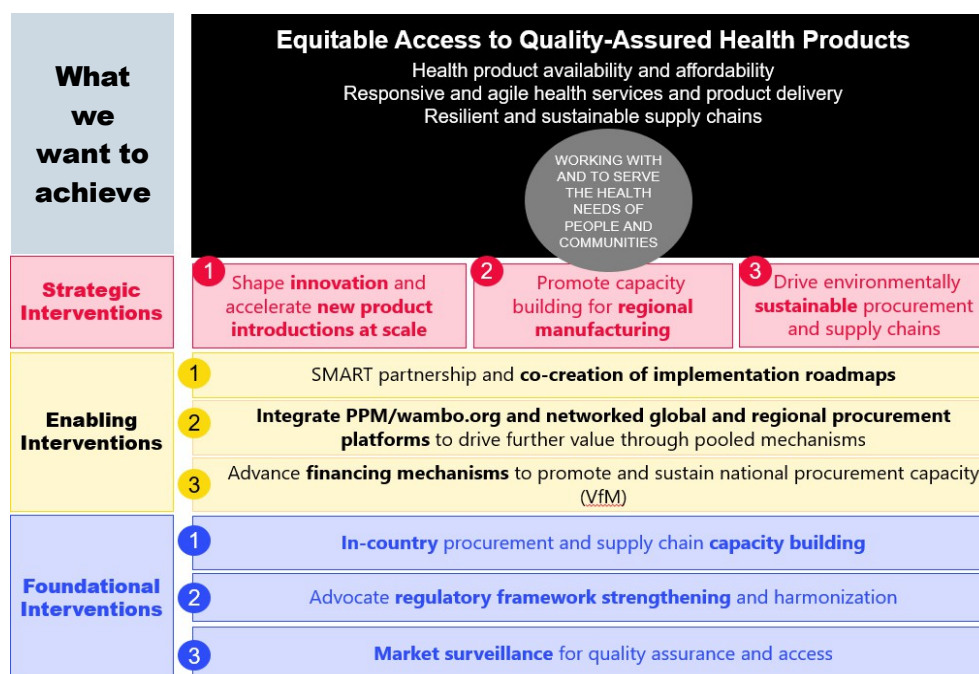 What
we
want to
achieve
Equitable Access to Quality-Assured Health Products
Health product availability and affordability
Responsive and agile health services and product delivery
Resilient and sustainable supply chains
WORKING WITH
AND TO SERVE
THE HEALTH
NEEDS OF
PEOPLE AND
COMMUNITIES
Strategic
Interventions
1
Shape innovation and
accelerate new product
introductions at scale
2
Promote capacity
building for regional
manufacturing
3
Drive environmentally
sustainable procurement
and supply chains
Enabling
Interventions
1
SMART partnership and co-creation of implementation roadmaps
2
Integrate PPM/wambo.org and networked global and regional procurement
platforms to drive further value through pooled mechanisms
3
Advance financing mechanisms to promote and sustain national procurement capacity
(VfM)
Foundational
Interventions
1
In-country procurement and supply chain capacity building
2
Advocate regulatory framework strengthening and harmonization
3
Market surveillance for quality assurance and access